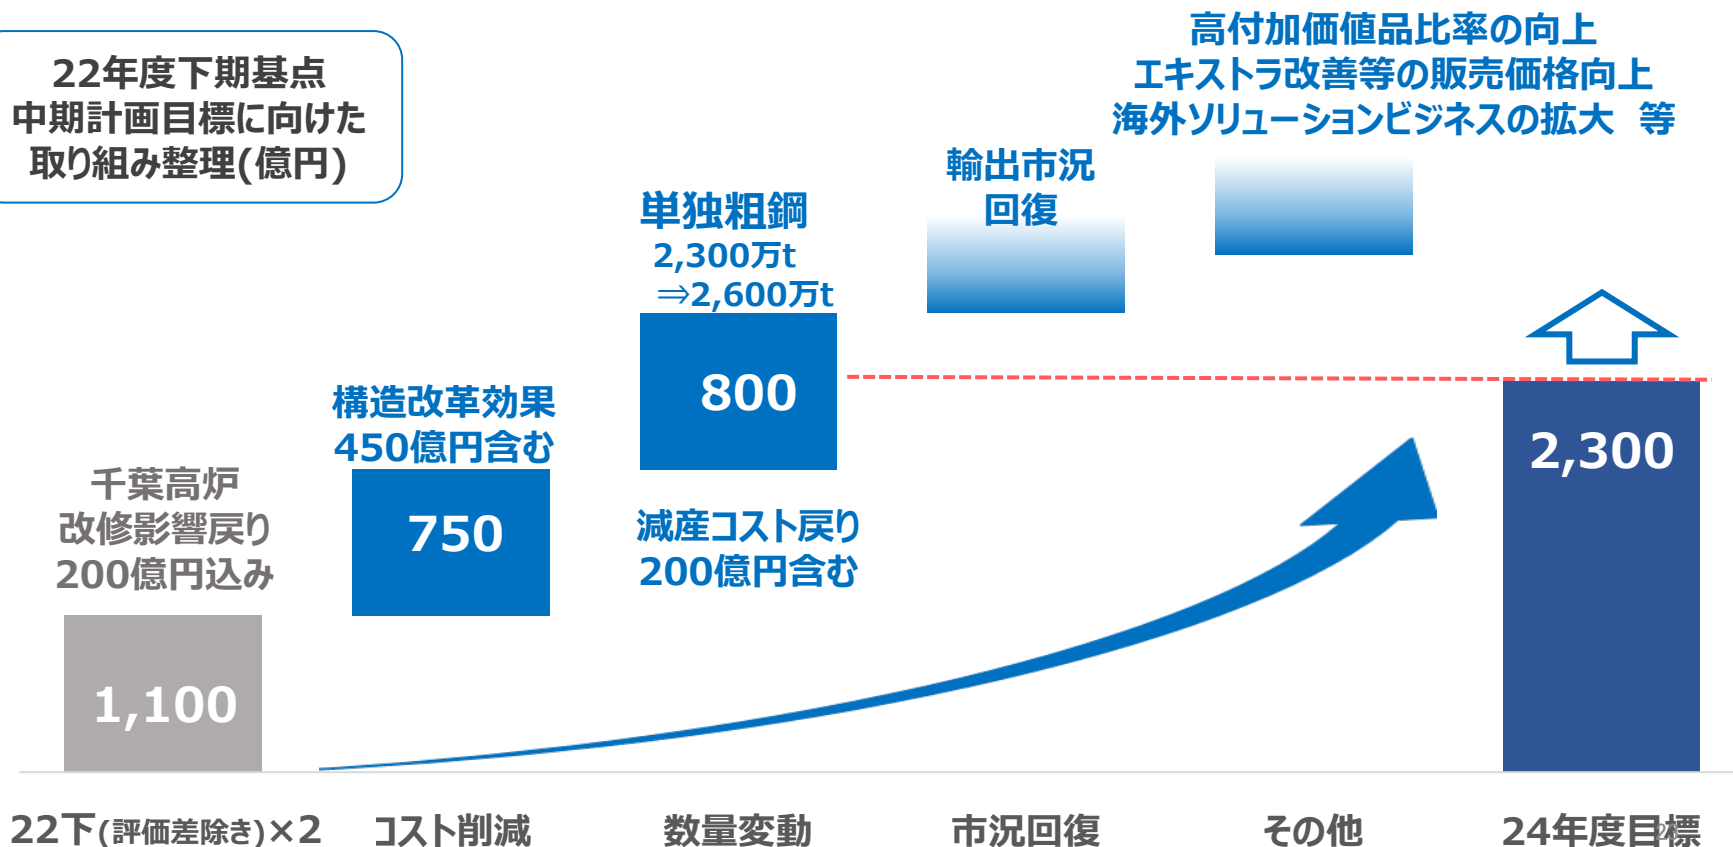 22年度下期基点
中期計画目標に向けた
取り組み整理(億円)
高付加価値品比率の向上
エキストラ改善等の販売価格向上
海外ソリューションビジネスの拡大 等
輸出市況
回復
単独粗鋼
2,300万t
⇒2,600万t
800
減産コスト戻り
200億円含む
構造改革効果
450億円含む
750
千葉高炉
改修影響戻り
200億円込み
1,100
2,300
22下(評価差除き)×2
コスト削減
数量変動
市況回復
その他
24年度目標